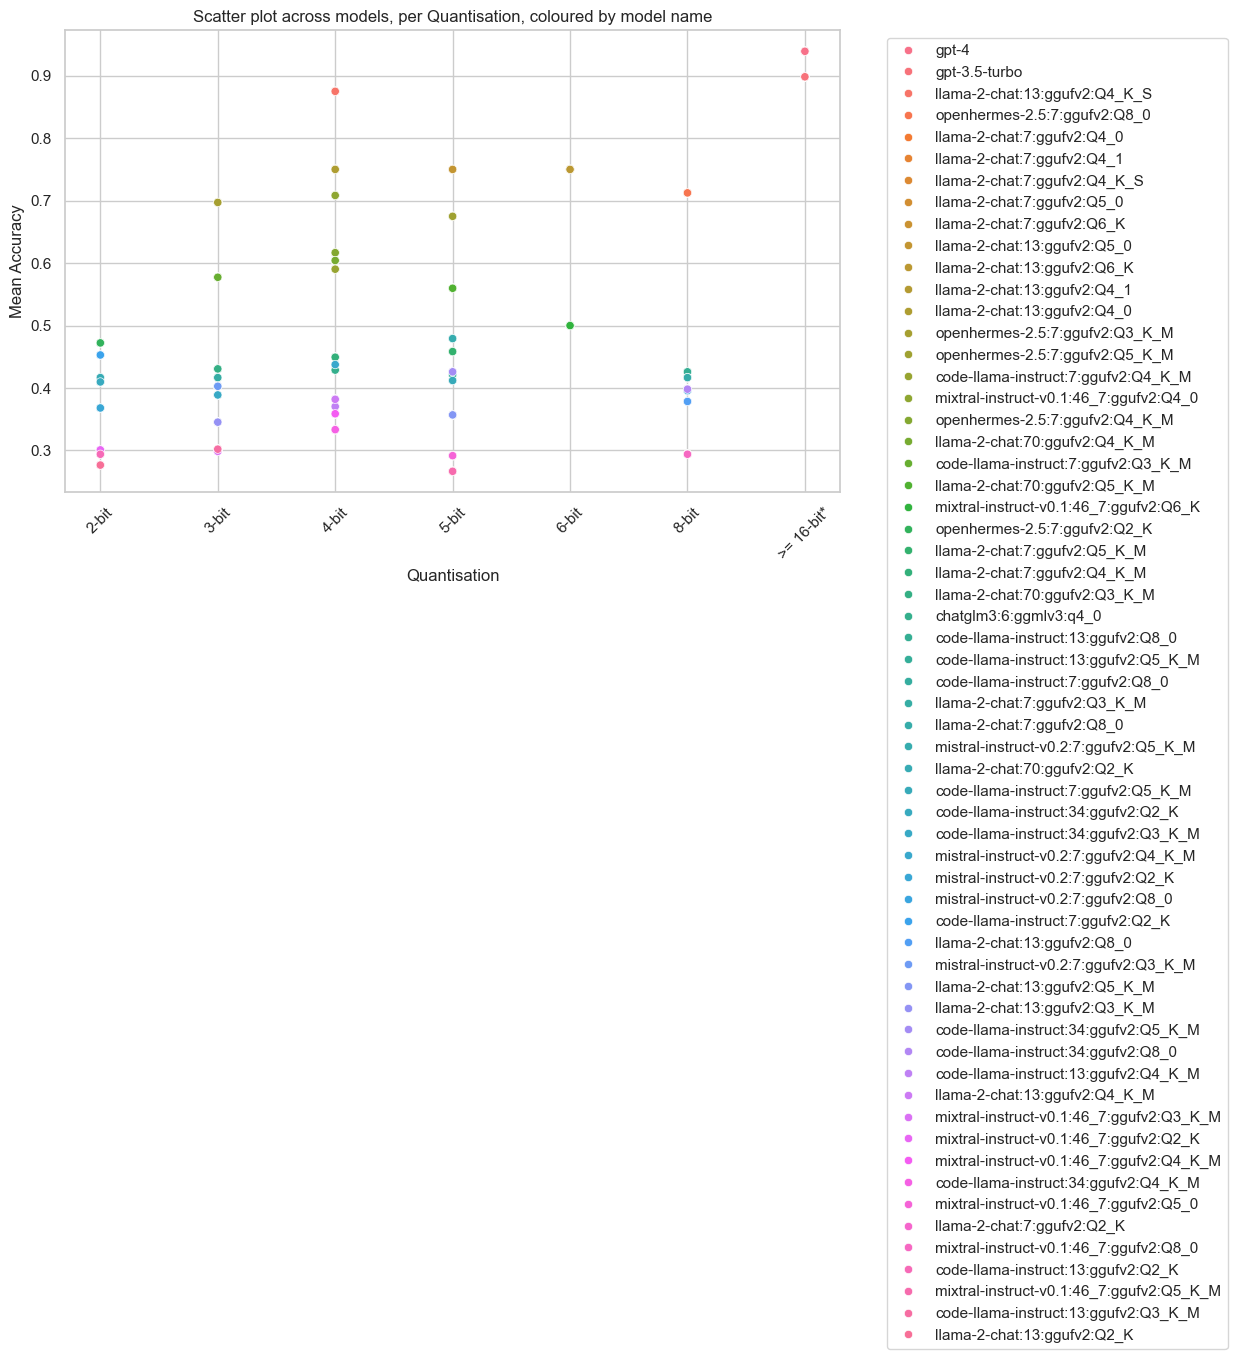 Scatter plot across models, per Quantisation, coloured by model name
Mean Accuracy
0.9
0.8
0.7
0.6
0.5
0.4
0.3
2-bit
3-bit
4-bit
5-bit
6-bit
8-bit
>= 16-bit*
Quantisation
gpt-4
gpt-3.5-turbo
llama-2-chat:13:ggufv2:Q4_K_S
openhermes-2.5:7:ggufv2:Q8_0
llama-2-chat:7:ggufv2:Q4_0
llama-2-chat:7:ggufv2:Q4_1
llama-2-chat:7:ggufv2:Q4_K_S
llama-2-chat:7:ggufv2:Q5_0
llama-2-chat:7:ggufv2:Q6_K
llama-2-chat:13:ggufv2:Q5_0
llama-2-chat:13:ggufv2:Q6_K
llama-2-chat:13:ggufv2:Q4_1
llama-2-chat:13:ggufv2:Q4_0
openhermes-2.5:7:ggufv2:Q3_K_M
openhermes-2.5:7:ggufv2:Q5_K_M
code-llama-instruct:7:ggufv2:Q4_K_M
mixtral-instruct-v0.1:46_7:ggufv2:Q4_0
openhermes-2.5:7:ggufv2:Q4_K_M
llama-2-chat:70:ggufv2:Q4_K_M
code-llama-instruct:7:ggufv2:Q3_K_M
llama-2-chat:70:ggufv2:Q5_K_M
mixtral-instruct-v0.1:46_7:ggufv2:Q6_K
openhermes-2.5:7:ggufv2:Q2_K
llama-2-chat:7:ggufv2:Q5_K_M
llama-2-chat:7:ggufv2:Q4_K_M
llama-2-chat:70:ggufv2:Q3_K_M
chatglm3:6:ggmlv3:q4_0
code-llama-instruct:13:ggufv2:Q8_0
code-llama-instruct:13:ggufv2:Q5_K_M
code-llama-instruct:7:ggufv2:Q8_0
llama-2-chat:7:ggufv2:Q3_K_M
llama-2-chat:7:ggufv2:Q8_0
mistral-instruct-v0.2:7:ggufv2:Q5_K_M
llama-2-chat:70:ggufv2:Q2_K
code-llama-instruct:7:ggufv2:Q5_K_M
code-llama-instruct:34:ggufv2:Q2_K
code-llama-instruct:34:ggufv2:Q3_K_M
mistral-instruct-v0.2:7:ggufv2:Q4_K_M
mistral-instruct-v0.2:7:ggufv2:Q2_K
mistral-instruct-v0.2:7:ggufv2:Q8_0
code-llama-instruct:7:ggufv2:Q2_K
llama-2-chat:13:ggufv2:Q8_0
mistral-instruct-v0.2:7:ggufv2:Q3_K_M
llama-2-chat:13:ggufv2:Q5_K_M
llama-2-chat:13:ggufv2:Q3_K_M
code-llama-instruct:34:ggufv2:Q5_K_M
code-llama-instruct:34:ggufv2:Q8_0
code-llama-instruct:13:ggufv2:Q4_K_M
llama-2-chat:13:ggufv2:Q4_K_M
mixtral-instruct-v0.1:46_7:ggufv2:Q3_K_M
mixtral-instruct-v0.1:46_7:ggufv2:Q2_K
mixtral-instruct-v0.1:46_7:ggufv2:Q4_K_M
code-llama-instruct:34:ggufv2:Q4_K_M
mixtral-instruct-v0.1:46_7:ggufv2:Q5_0
llama-2-chat:7:ggufv2:Q2_K
mixtral-instruct-v0.1:46_7:ggufv2:Q8_0
code-llama-instruct:13:ggufv2:Q2_K
mixtral-instruct-v0.1:46_7:ggufv2:Q5_K_M
code-llama-instruct:13:ggufv2:Q3_K_M
llama-2-chat:13:ggufv2:Q2_K